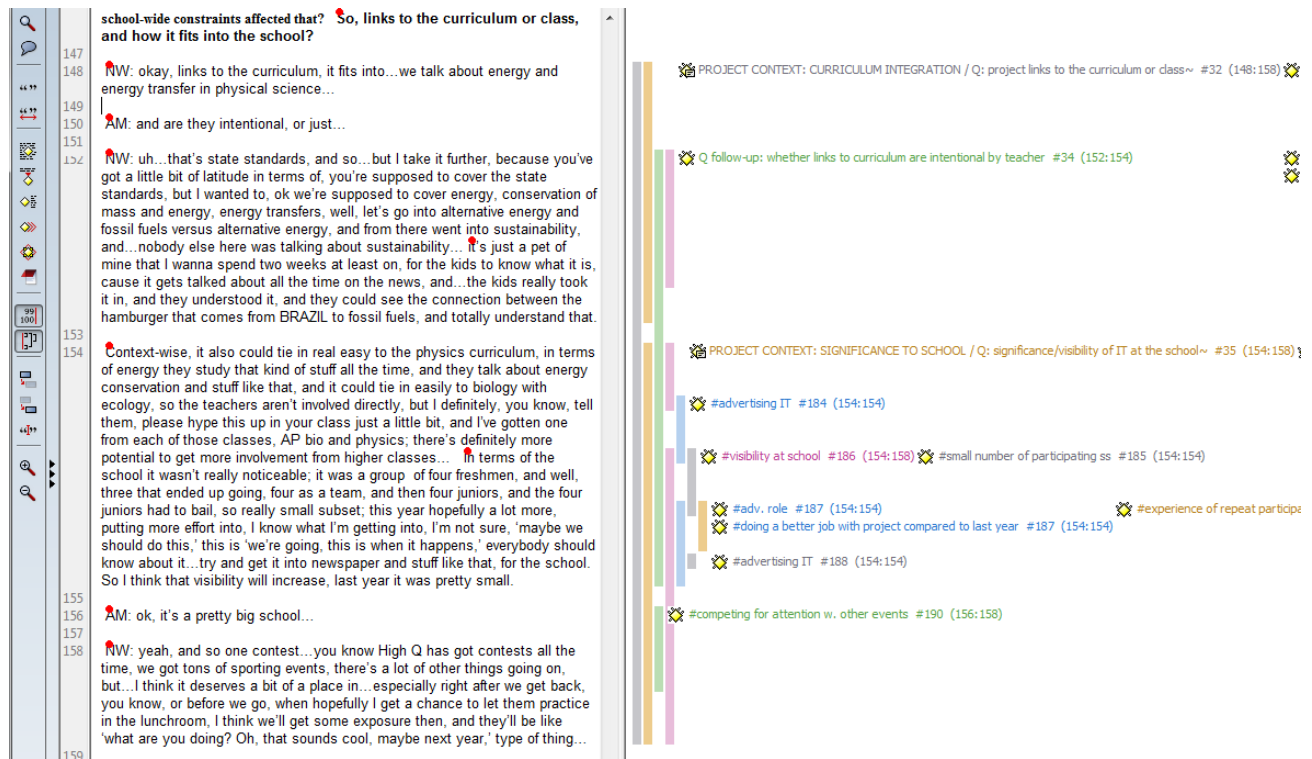 school-wide constraints affected that? So, links to the curriculum or class,
and how it fits into the school?
147
148 NW: okay, links to the curriculum, it fits into…we talk about energy and
energy transfer in physical science…
149
150 AM: and are they intentional, or just…
151
152 NW: uh…that's state standards, and so…but I take it further, because you've
got a little bit of latitude in terms of, you're supposed to cover the state
standards, but I wanted to, ok we're supposed to cover energy, conservation of
mass and energy, energy transfers, well, let's go into alternative energy and
fossil fuels versus alternative energy, and from there went into sustainability,
and…nobody else here was talking about sustainability… it's just a pet of
mine that I wanna spend two weeks at least on, for the kids to know what it is,
cause it gets talked about all the time on the news, and…the kids really took
it in, and they understood it, and they could see the connection between the
hamburger that comes from BRAZIL to fossil fuels, and totally understand that.
153
154 Context-wise, it also could tie in real easy to the physics curriculum, in terms
of energy they study that kind of stuff all the time, and they talk about energy
conservation and stuff like that, and it could tie in easily to biology with
ecology, so the teachers aren't involved directly, but I definitely, you know, tell
them, please hype this up in your class just a little bit, and I've gotten one
from each of those classes, AP bio and physics; there's definitely more
potential to get more involvement from higher classes… In terms of the
school it wasn't really noticeable; it was a group of four freshmen, and well,
three that ended up going, four as a team, and then four juniors, and the four
juniors had to bail, so really small subset; this year hopefully a lot more,
putting more effort into, I know what I'm getting into, I'm not sure, 'maybe we
should do this,' this is 'we're going, this is when it happens,' everybody should
know about it…try and get it into newspaper and stuff like that, for the school.
So I think that visibility will increase, last year it was pretty small.
155
156 AM: ok, it's a pretty big school…
157
158 NW: yeah, and so one contest…you know High Q has got contests all the
time, we got tons of sporting events, there's a lot of other things going on,
but…I think it deserves a bit of a place in…especially right after we get back,
you know, or before we go, when hopefully I get a chance to let them practice
in the lunchroom, I think we'll get some exposure then, and they'll be like
'what are you doing? Oh, that sounds cool, maybe next year,' type of thing…
159
99
100
PROJECT CONTEXT: CURRICULUM INTEGRATION / Q: project links to the curriculum or class~ #32 (148:158)
Q follow-up: whether links to curriculum are intentional by teacher #34 (152:154)
PROJECT CONTEXT: SIGNIFICANCE TO SCHOOL / Q: significance/visibility of IT at the school~ #35 (154:158)
#advertising IT #184 (154:154)
#visibility at school #186 (154:158) #small number of participating ss #185 (154:154)
#adv. role #187 (154:154) #experience of repeat participa
#doing a better job with project compared to last year #187 (154:154)
#advertising IT #188 (154:154)
#competing for attention w. other events #190 (156:158)